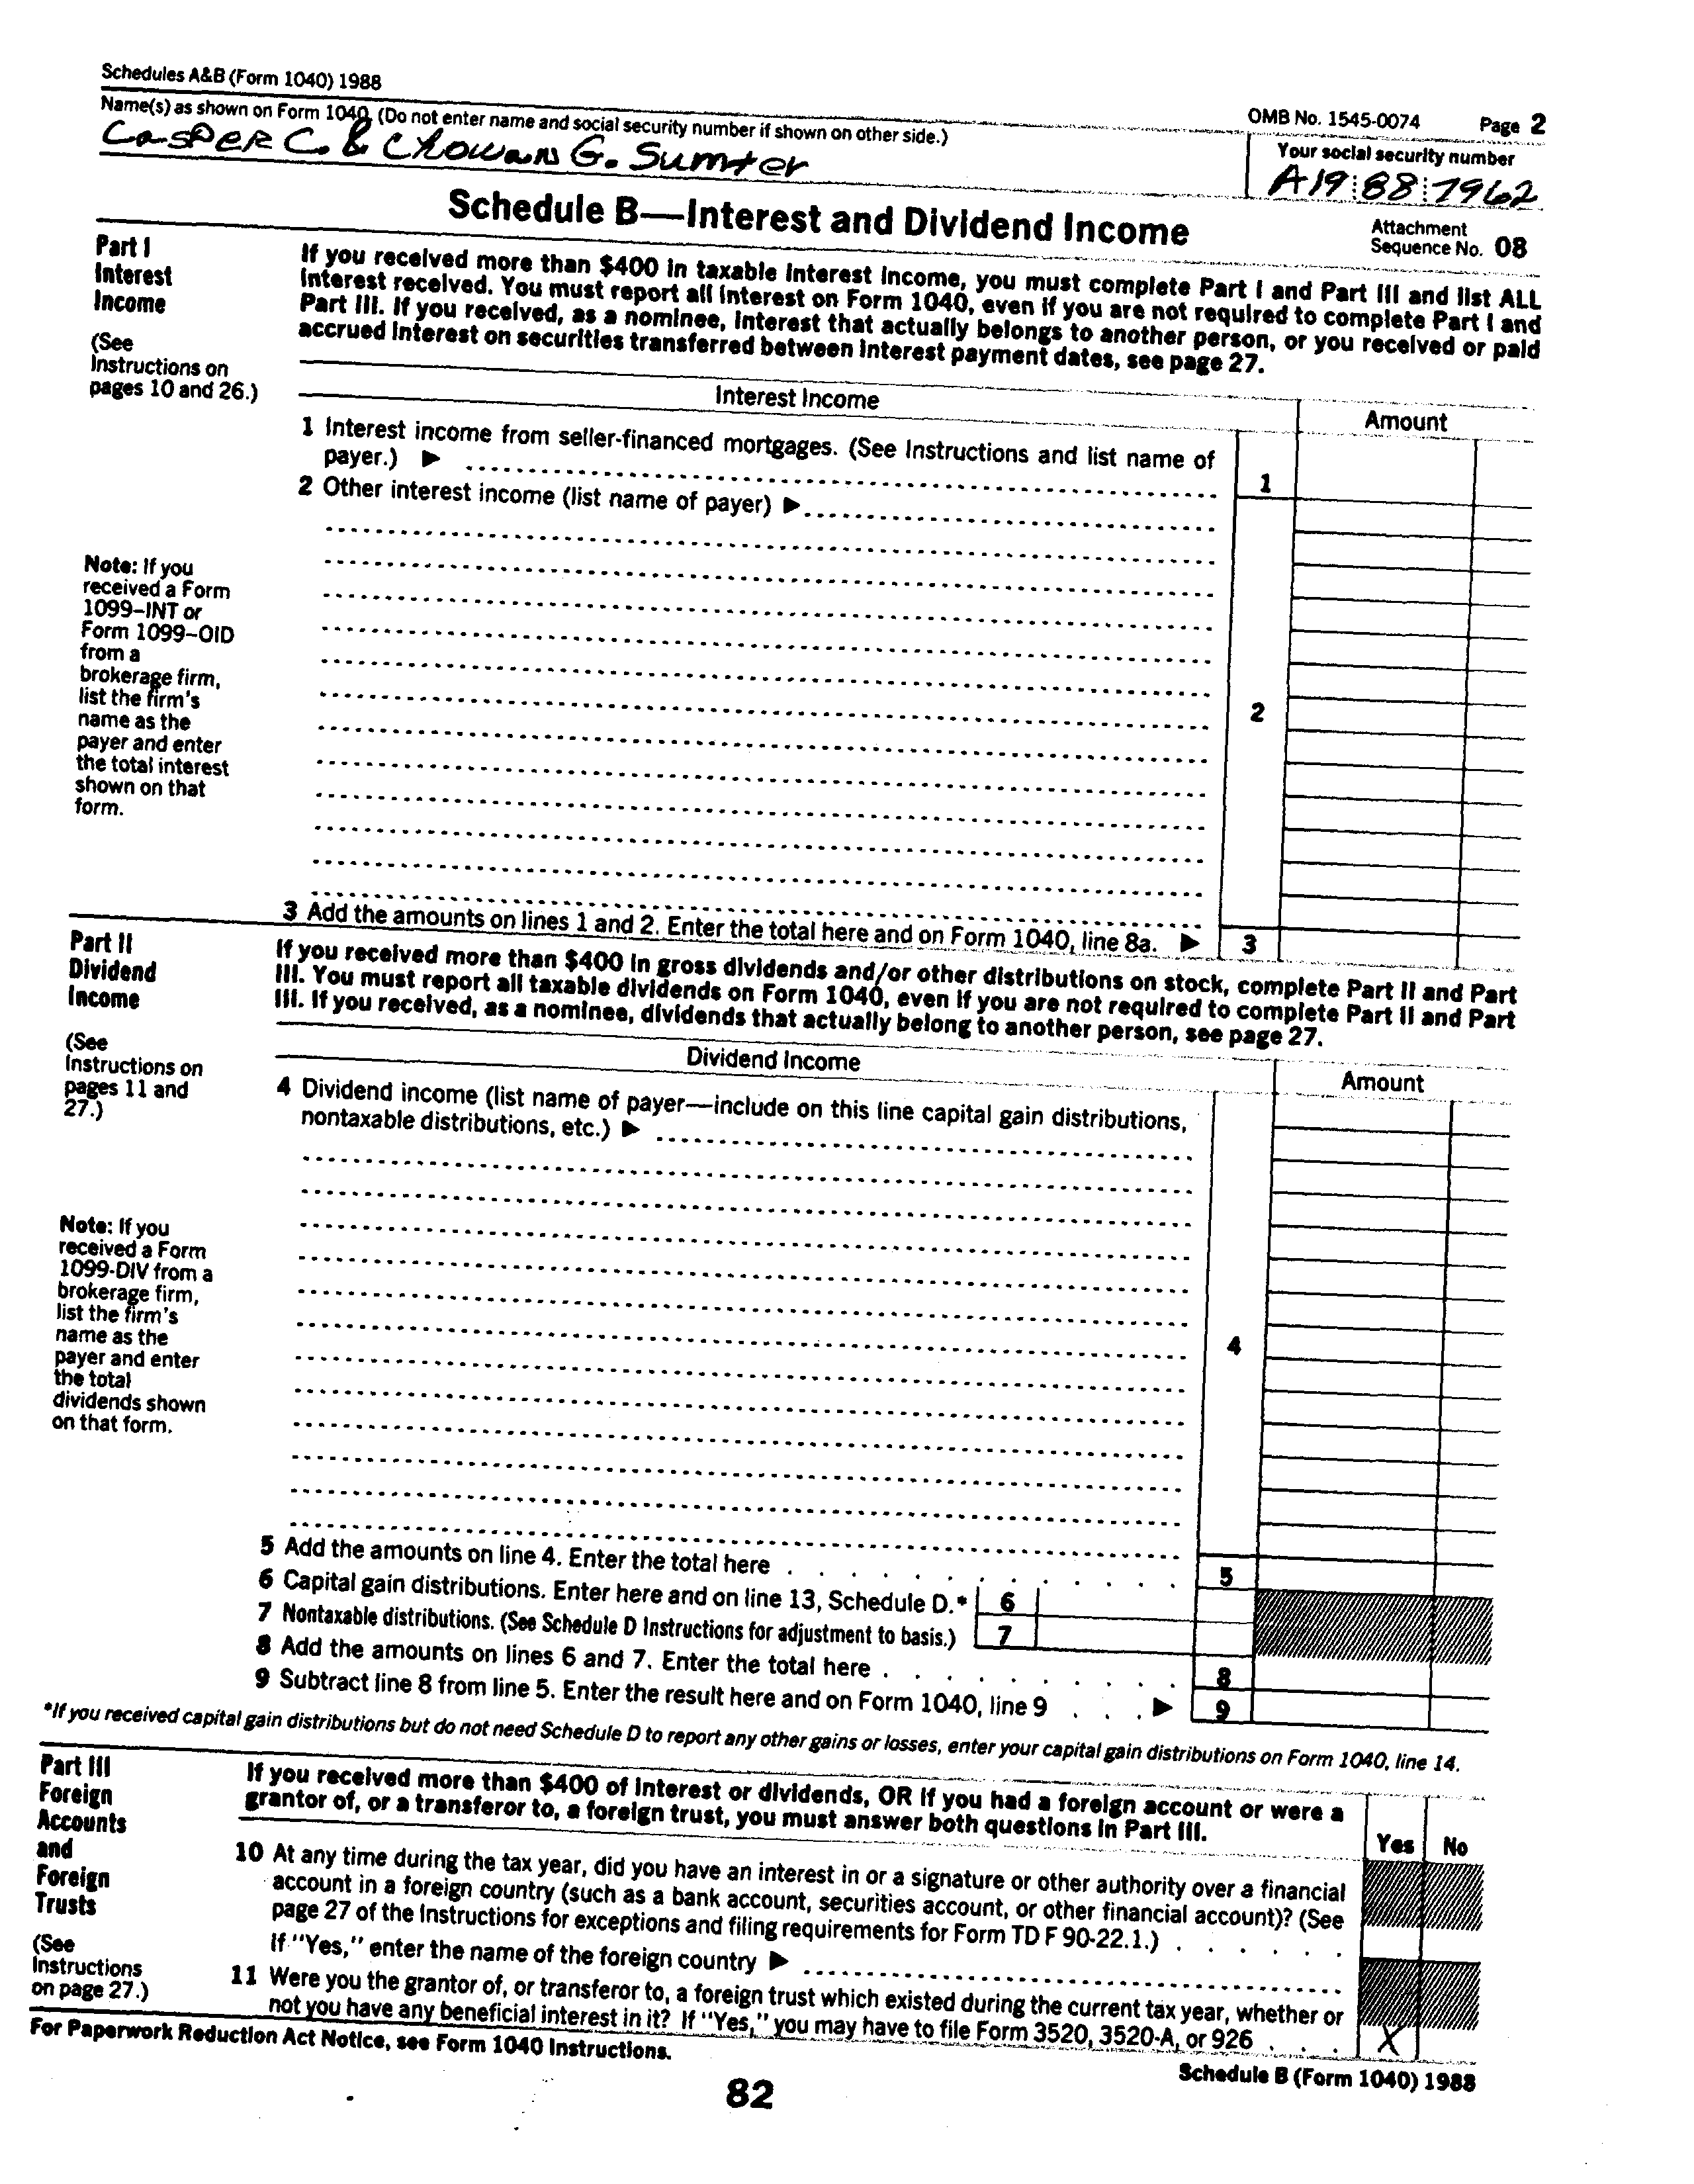 Schedules A&B (Form 1040) 1988
OMB No. 1545-0074 Page 2
Name(s) as shown on Form 1040. (Do not enter name and social security number if shown on other side.)
Your social security number
Casper C. & Chowan G. Sumter
A19 88 7962
Schedule B—Interest and Dividend Income
Attachment
Sequence No. 08
Part I
Interest
Income
(See
Instructions on
pages 10 and 26.)
If you received more than $400 in taxable interest income, you must complete Part I and Part III and list ALL
interest received. You must report all interest on Form 1040, even if you are not required to complete Part I and
Part III. If you received, as a nominee, interest that actually belongs to another person, or you received or paid
accrued interest on securities transferred between interest payment dates, see page 27.
Interest Income
Amount
1 Interest income from seller-financed mortgages. (See Instructions and list name of
payer.) ▶
1
2 Other interest income (list name of payer) ▶
Note: If you
received a Form
1099–INT or
Form 1099–OID
from a
brokerage firm,
list the firm's
name as the
payer and enter
the total interest
shown on that
form.
2
3 Add the amounts on lines 1 and 2. Enter the total here and on Form 1040, line 8a. ▶ 3
Part II
Dividend
Income
(See
Instructions on
pages 11 and
27.)
If you received more than $400 in gross dividends and/or other distributions on stock, complete Part II and Part
III. You must report all taxable dividends on Form 1040, even if you are not required to complete Part II and Part
III. If you received, as a nominee, dividends that actually belong to another person, see page 27.
Dividend Income
Amount
4 Dividend income (list name of payer—include on this line capital gain distributions,
nontaxable distributions, etc.) ▶
Note: If you
received a Form
1099-DIV from a
brokerage firm,
list the firm's
name as the
payer and enter
the total
dividends shown
on that form.
4
5 Add the amounts on line 4. Enter the total here 5
6 Capital gain distributions. Enter here and on line 13, Schedule D.* 6
7 Nontaxable distributions. (See Schedule D Instructions for adjustment to basis.) 7
8 Add the amounts on lines 6 and 7. Enter the total here 8
9 Subtract line 8 from line 5. Enter the result here and on Form 1040, line 9 ▶ 9
*If you received capital gain distributions but do not need Schedule D to report any other gains or losses, enter your capital gain distributions on Form 1040, line 14.
Part III
Foreign
Accounts
and
Foreign
Trusts
(See
Instructions
on page 27.)
If you received more than $400 of interest or dividends, OR if you had a foreign account or were a
grantor of, or a transferor to, a foreign trust, you must answer both questions in Part III.
Yes No
10 At any time during the tax year, did you have an interest in or a signature or other authority over a financial
account in a foreign country (such as a bank account, securities account, or other financial account)? (See
page 27 of the Instructions for exceptions and filing requirements for Form TD F 90-22.1.)
If "Yes," enter the name of the foreign country ▶
11 Were you the grantor of, or transferor to, a foreign trust which existed during the current tax year, whether or
not you have any beneficial interest in it? If "Yes," you may have to file Form 3520, 3520-A, or 926 X
For Paperwork Reduction Act Notice, see Form 1040 Instructions.
Schedule B (Form 1040) 1988
82